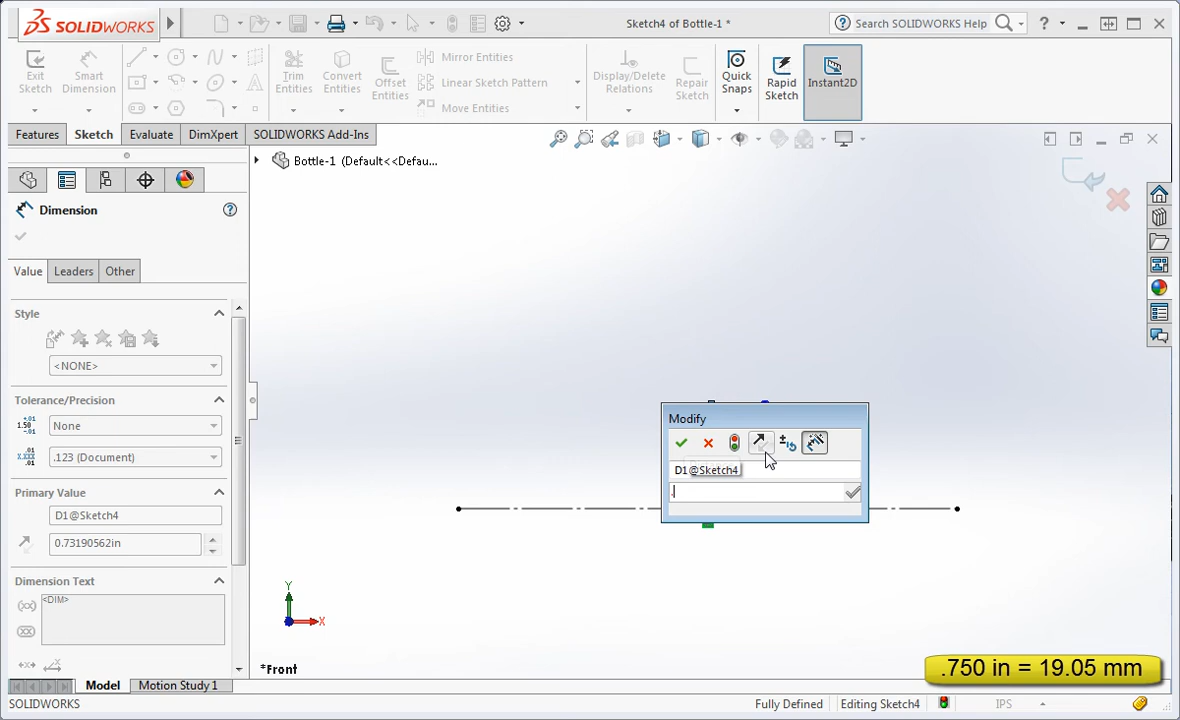 SOLIDWORKS
Sketch4 of Bottle-1 *
Search SOLIDWORKS Help
?
Exit Sketch
Smart Dimension
Trim Entities
Convert Entities
Offset Entities
Mirror Entities
Linear Sketch Pattern
Move Entities
Display/Delete Relations
Repair Sketch
Quick Snaps
Rapid Sketch
Instant2D
Features
Sketch
Evaluate
DimXpert
SOLIDWORKS Add-Ins
Bottle-1 (Default<<Defau...
Dimension
?
Value
Leaders
Other
Style
<NONE>
Tolerance/Precision
None
.123 (Document)
Primary Value
D1@Sketch4
0.73190562in
Dimension Text
<DIM>
Modify
D1@Sketch4
.
Y
X
*Front
.750 in = 19.05 mm
Model
Motion Study 1
SOLIDWORKS
Fully Defined
Editing Sketch4
IPS